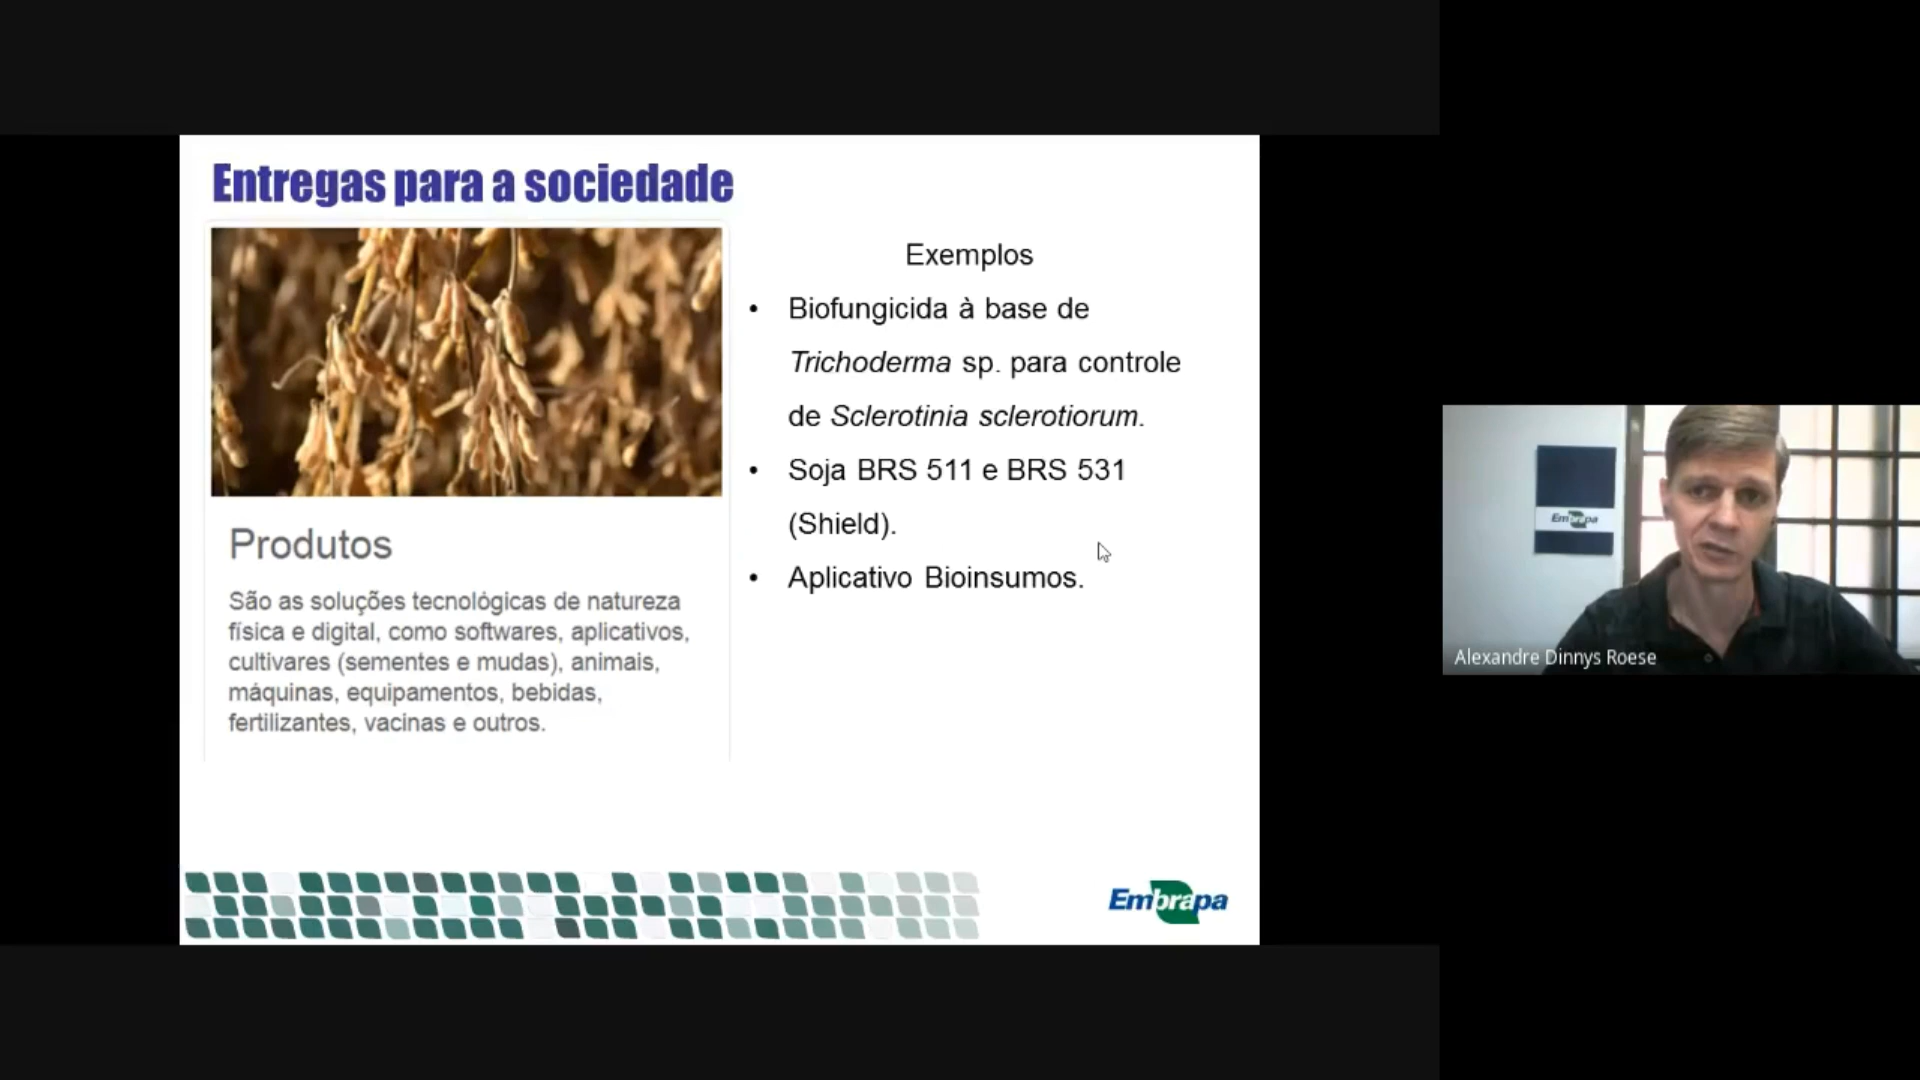 Entregas para a sociedade
Exemplos
• Biofungicida à base de
Trichoderma sp. para controle
de Sclerotinia sclerotiorum.
• Soja BRS 511 e BRS 531
(Shield).
• Aplicativo Bioinsumos.
Produtos
São as soluções tecnológicas de natureza
física e digital, como softwares, aplicativos,
cultivares (sementes e mudas), animais,
máquinas, equipamentos, bebidas,
fertilizantes, vacinas e outros.
Embrapa
Embrapa
Alexandre Dinnys Roese